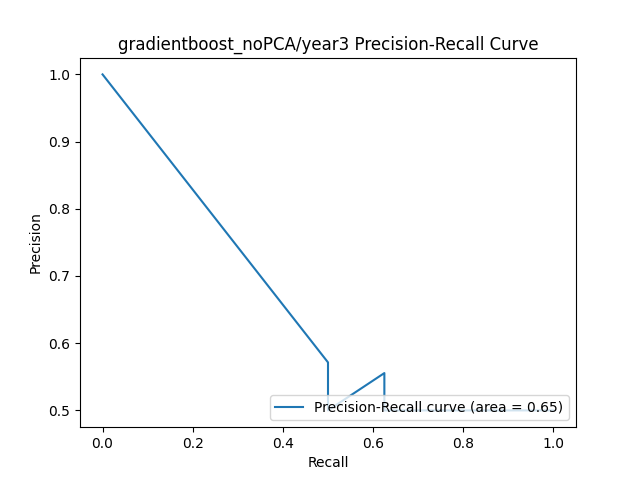 gradientboost_noPCA/year3 Precision-Recall Curve
1.0
0.9
0.8
0.7
0.6
0.5
Precision
Precision-Recall curve (area = 0.65)
0.0 0.2 0.4 0.6 0.8 1.0
Recall